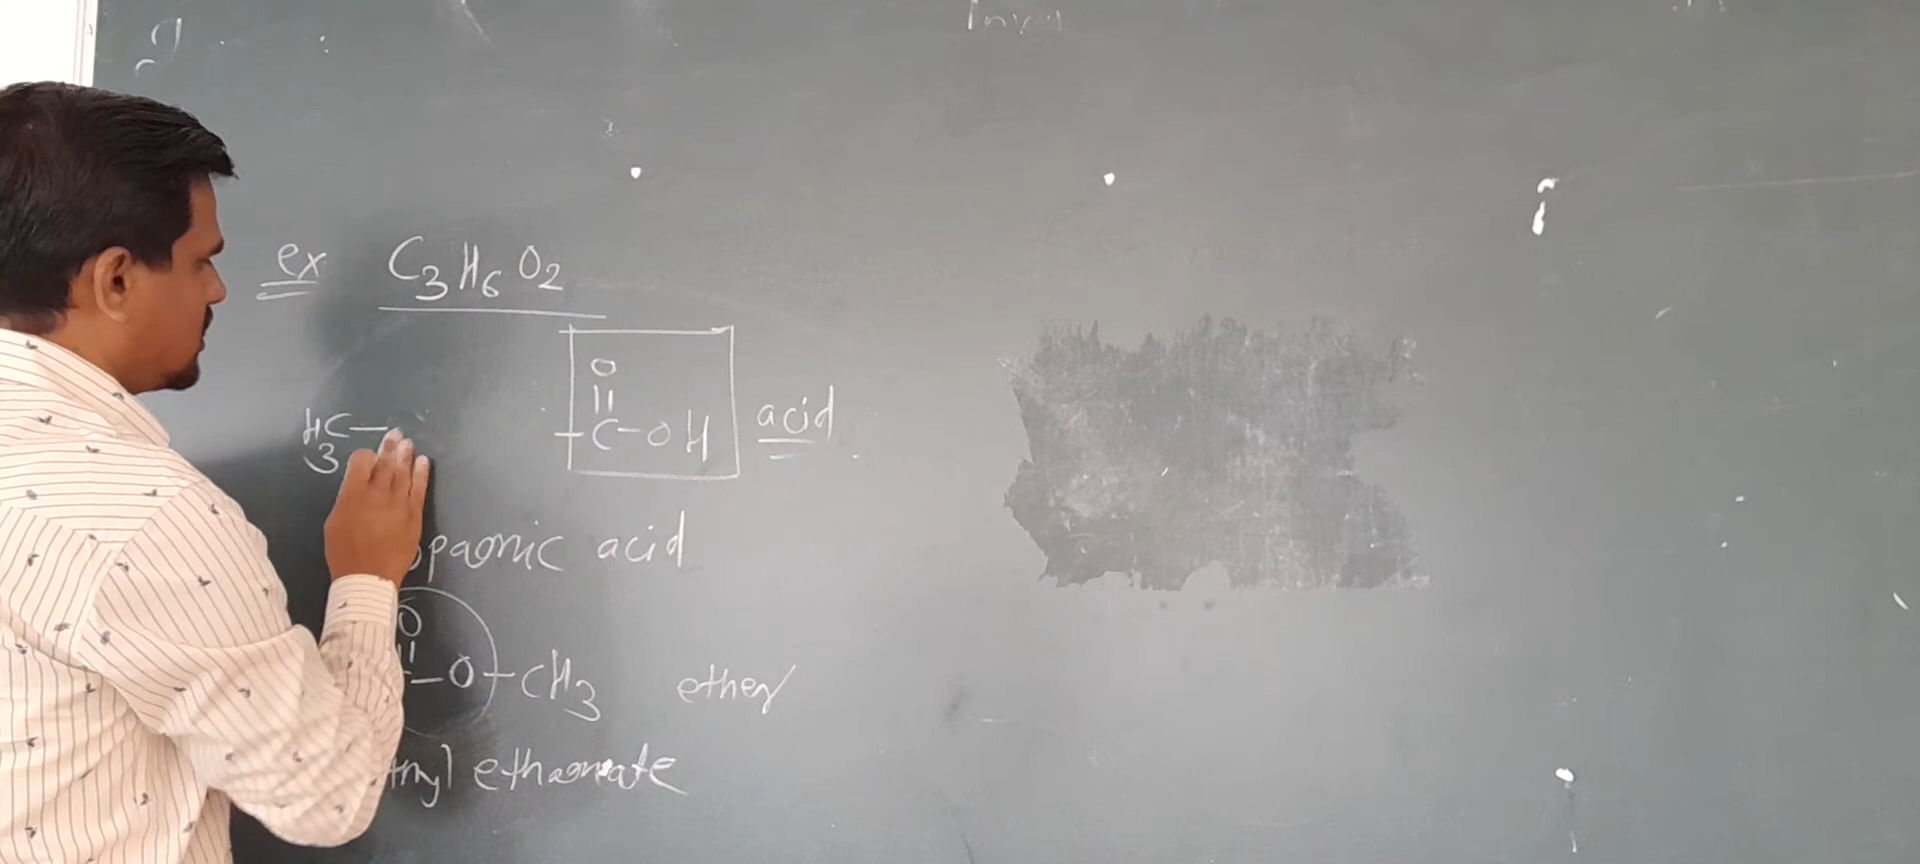 ex C3H6O2
O
||
H3C— —C—OH acid
opaonic acid
O
||
—O—CH3 ether
thyl ethaonate